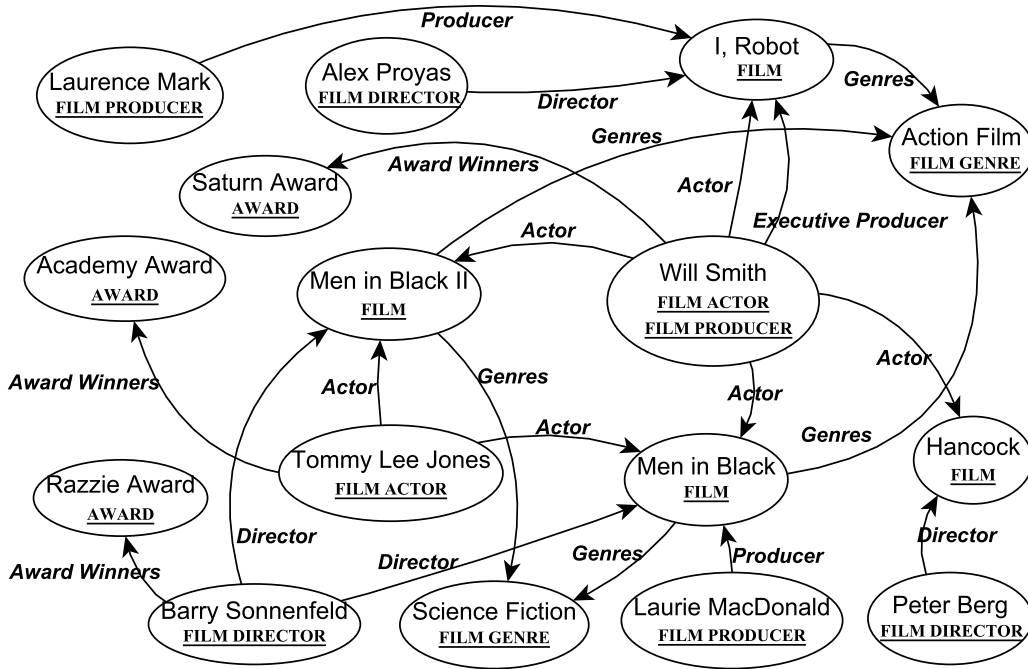 Producer
I, Robot
FILM
Laurence Mark
FILM PRODUCER
Alex Proyas
FILM DIRECTOR
Director
Genres
Genres
Action Film
FILM GENRE
Award Winners
Saturn Award
AWARD
Actor
Executive Producer
Academy Award
AWARD
Men in Black II
FILM
Actor
Will Smith
FILM ACTOR
FILM PRODUCER
Award Winners
Actor
Genres
Actor
Actor
Actor
Tommy Lee Jones
FILM ACTOR
Men in Black
FILM
Genres
Hancock
FILM
Razzie Award
AWARD
Director
Director
Genres
Producer
Director
Award Winners
Barry Sonnenfeld
FILM DIRECTOR
Science Fiction
FILM GENRE
Laurie MacDonald
FILM PRODUCER
Peter Berg
FILM DIRECTOR